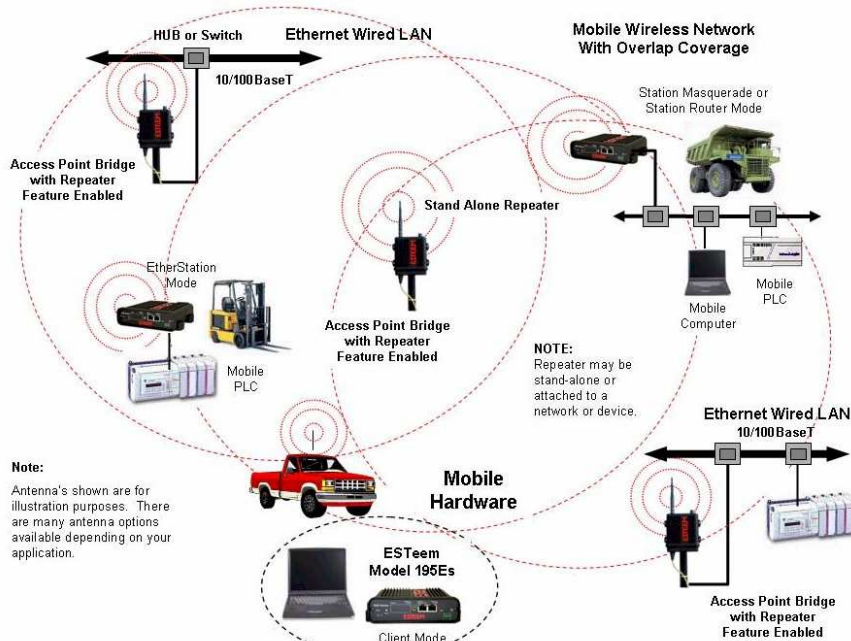 HUB or Switch
Ethernet Wired LAN
10/100BaseT
Access Point Bridge
with Repeater
Feature Enabled
Mobile Wireless Network
With Overlap Coverage
Station Masquerade or
Station Router Mode
Stand Alone Repeater
Access Point Bridge
with Repeater
Feature Enabled
EtherStation
Mode
Mobile
PLC
Mobile
Computer
Mobile
PLC
NOTE:
Repeater may be
stand-alone or
attached to a
network or device.
Ethernet Wired LAN
10/100BaseT
Access Point Bridge
with Repeater
Feature Enabled
Note:
Antenna's shown are for
illustration purposes. There
are many antenna options
available depending on your
application.
Mobile
Hardware
ESTeem
Model 195Es
Client Mode
ESTEEM
ESTEEM
ESTEEM